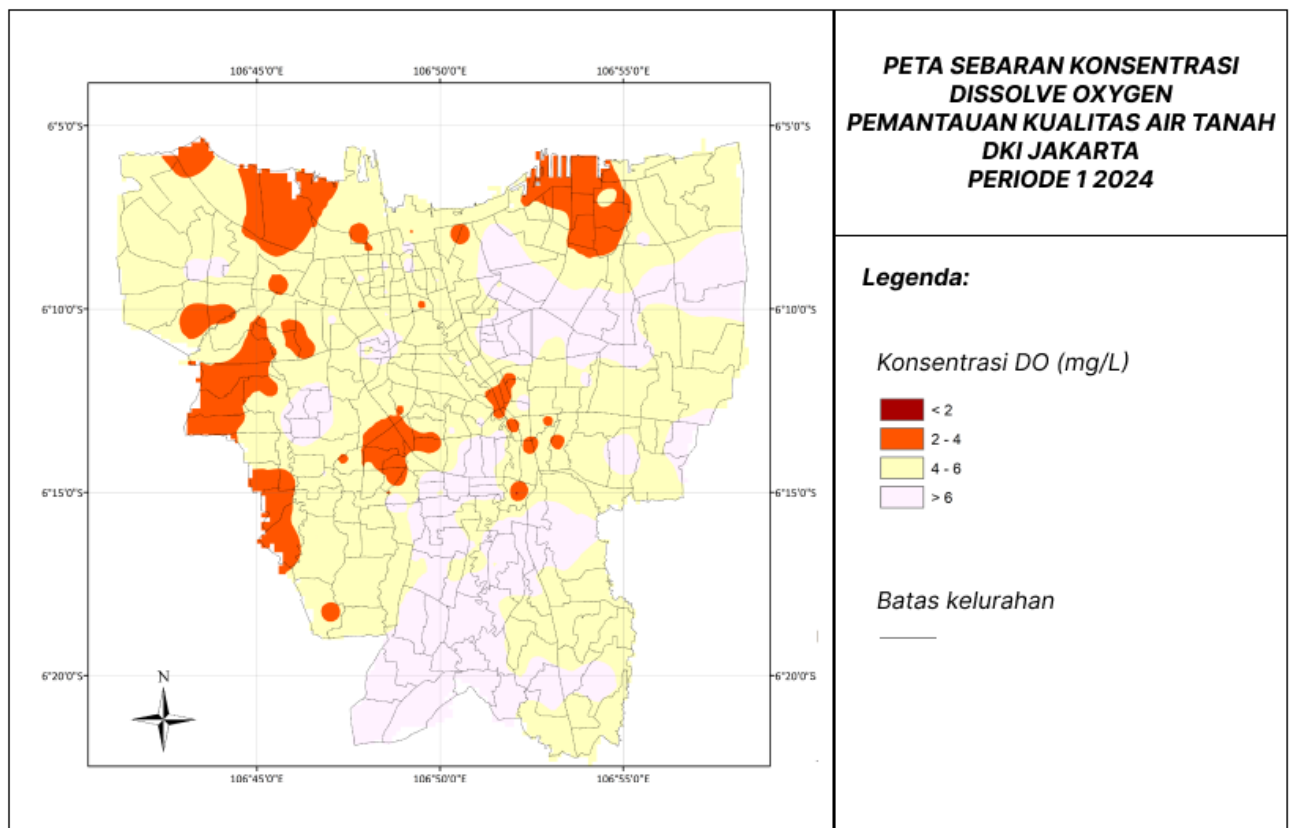 PETA SEBARAN KONSENTRASI
DISSOLVE OXYGEN
PEMANTAUAN KUALITAS AIR TANAH
DKI JAKARTA
PERIODE 1 2024
106°45'0"E 106°50'0"E 106°55'0"E
6°5'0"S 6°5'0"S
6°10'0"S 6°10'0"S
6°15'0"S 6°15'0"S
6°20'0"S 6°20'0"S
N
106°45'0"E 106°50'0"E 106°55'0"E
Legenda:
Konsentrasi DO (mg/L)
< 2
2 - 4
4 - 6
> 6
Batas kelurahan